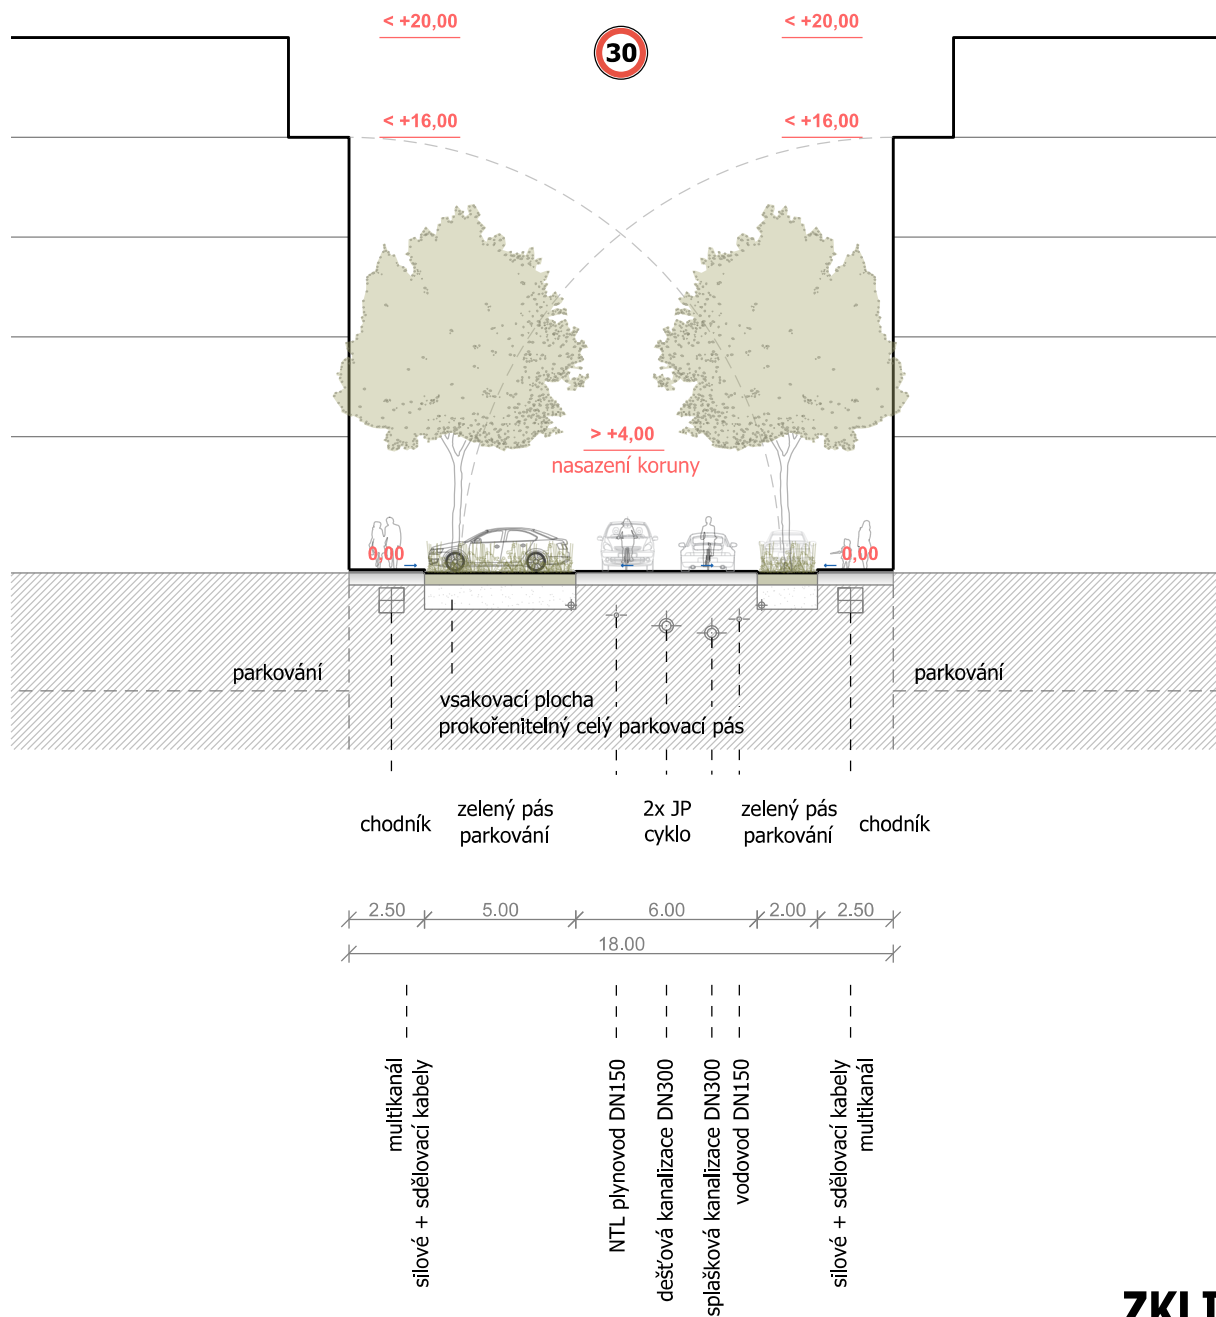 < +20,00
< +20,00
30
< +16,00
< +16,00
> +4,00
nasazení koruny
0,00
0,00
parkování
parkování
vsakovací plocha
prokořenitelný celý parkovací pás
chodník
zelený pás
parkování
2x JP
cyklo
zelený pás
parkování
chodník
2.50
5.00
6.00
2.00
2.50
18.00
multikanál
silové + sdělovací kabely
NTL plynovod DN150
dešťová kanalizace DN300
splašková kanalizace DN300
vodovod DN150
silové + sdělovací kabely
multikanál